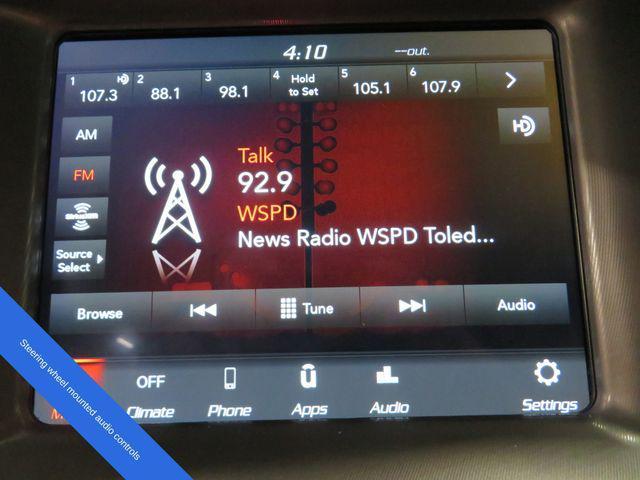 4:10 --out.
1 2 3 4 5 6
107.3 88.1 98.1 Hold to Set 105.1 107.9
HD
AM
FM
SiriusXM
Source
Select
Talk
92.9
WSPD
News Radio WSPD Toled...
Browse Tune Audio
OFF
Climate Phone Apps Audio Settings
Steering wheel mounted audio controls